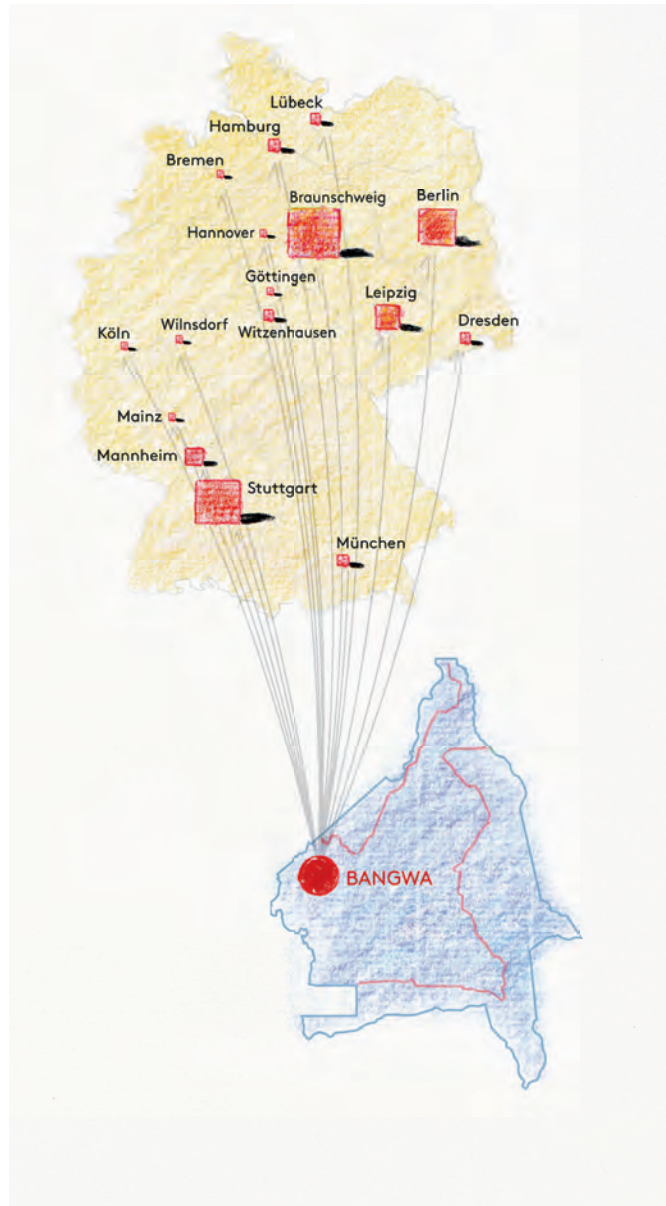 Lübeck
Hamburg
Bremen
Braunschweig
Berlin
Hannover
Göttingen
Leipzig
Witzenhausen
Dresden
Köln
Wilnsdorf
Mainz
Mannheim
Stuttgart
München
BANGWA